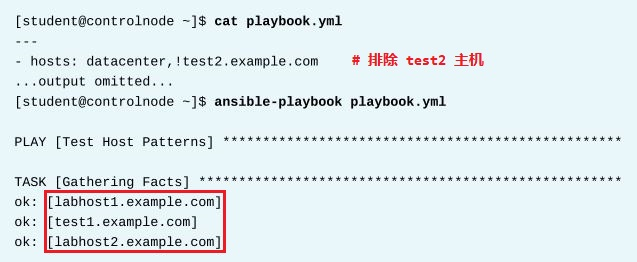 [student@controlnode ~]$ cat playbook.yml
---
- hosts: datacenter,!test2.example.com # 排除 test2 主机
...output omitted...
[student@controlnode ~]$ ansible-playbook playbook.yml
PLAY [Test Host Patterns] **************************************************
TASK [Gathering Facts] *****************************************************
ok: [labhost1.example.com]
ok: [test1.example.com]
ok: [labhost2.example.com]